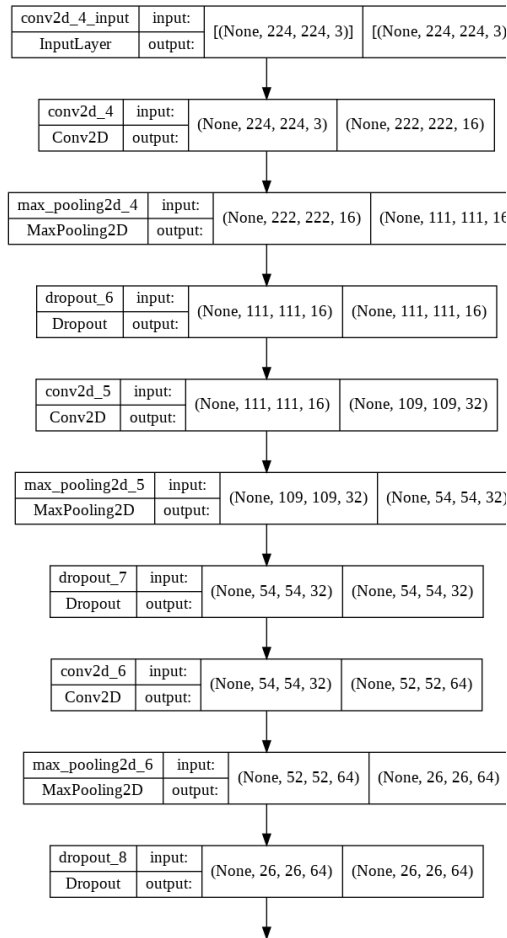 conv2d_4_input input: [(None, 224, 224, 3)] [(None, 224, 224, 3)
InputLayer output:
conv2d_4 input: (None, 224, 224, 3) (None, 222, 222, 16)
Conv2D output:
max_pooling2d_4 input: (None, 222, 222, 16) (None, 111, 111, 16
MaxPooling2D output:
dropout_6 input: (None, 111, 111, 16) (None, 111, 111, 16)
Dropout output:
conv2d_5 input: (None, 111, 111, 16) (None, 109, 109, 32)
Conv2D output:
max_pooling2d_5 input: (None, 109, 109, 32) (None, 54, 54, 32)
MaxPooling2D output:
dropout_7 input: (None, 54, 54, 32) (None, 54, 54, 32)
Dropout output:
conv2d_6 input: (None, 54, 54, 32) (None, 52, 52, 64)
Conv2D output:
max_pooling2d_6 input: (None, 52, 52, 64) (None, 26, 26, 64)
MaxPooling2D output:
dropout_8 input: (None, 26, 26, 64) (None, 26, 26, 64)
Dropout output: